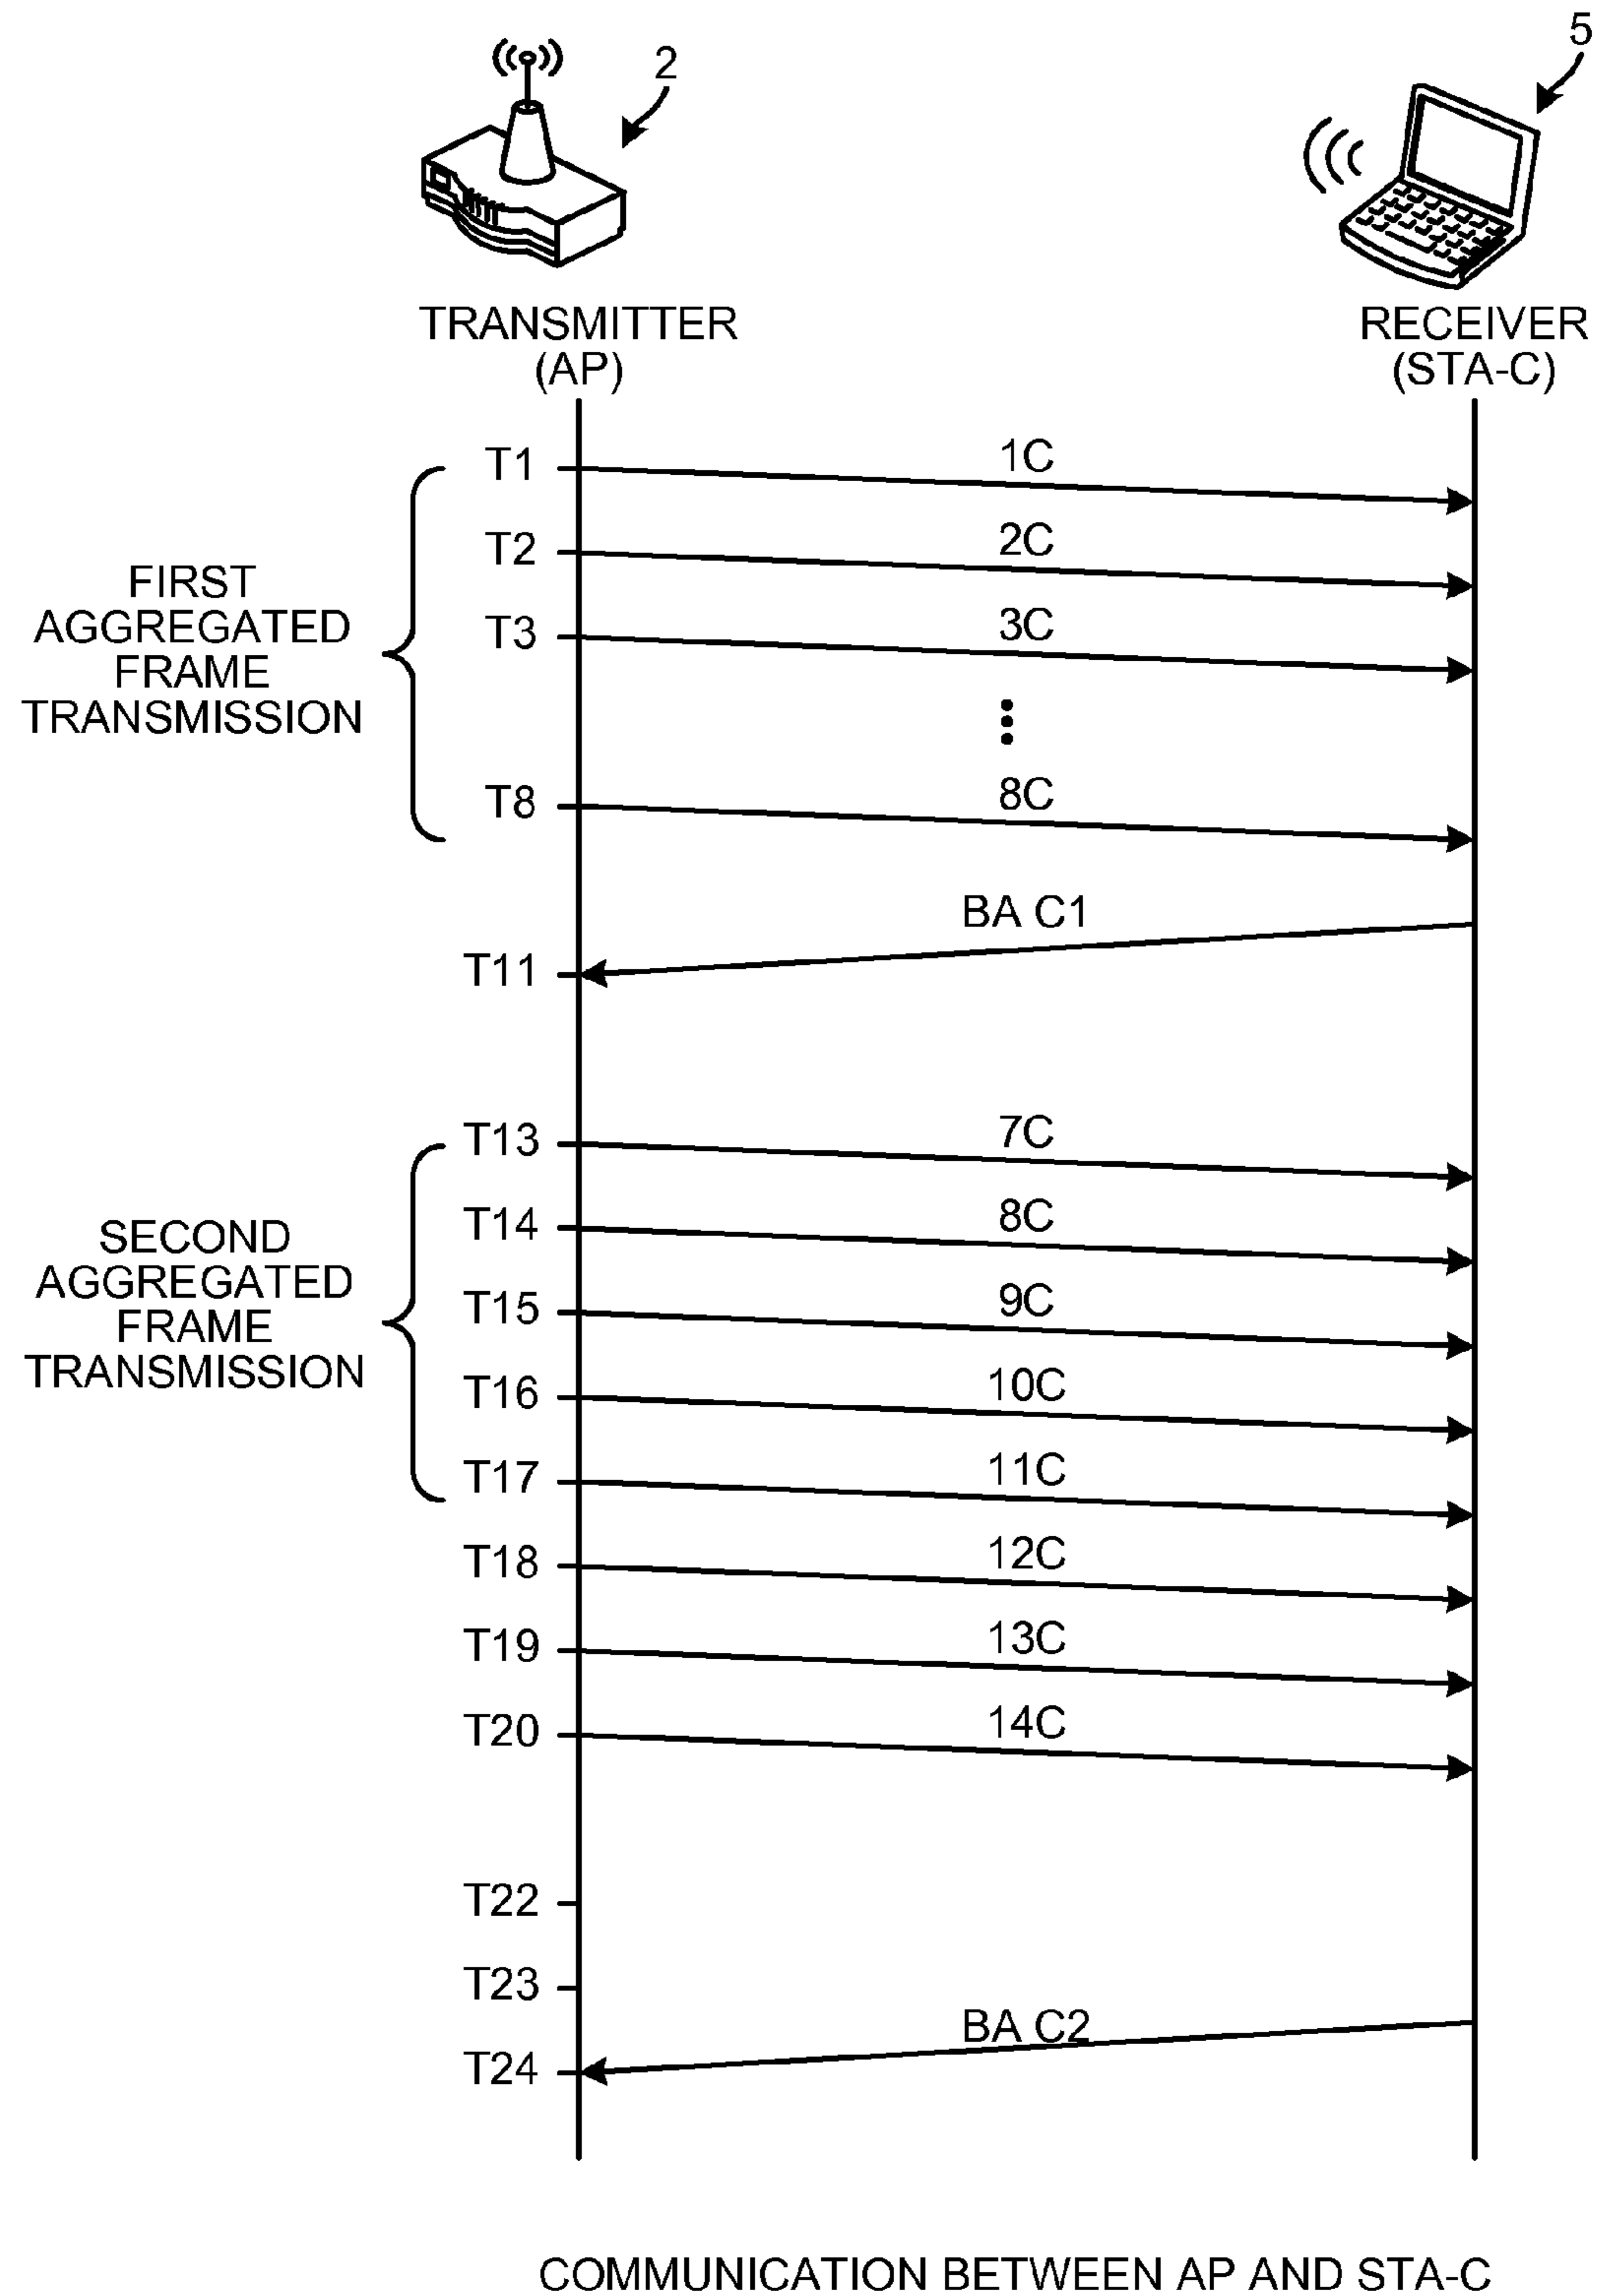 2
5
TRANSMITTER
(AP)
RECEIVER
(STA-C)
T1
1C
T2
2C
FIRST
AGGREGATED
FRAME
TRANSMISSION
T3
3C
T8
8C
BA C1
T11
T13
7C
T14
8C
SECOND
AGGREGATED
FRAME
TRANSMISSION
T15
9C
T16
10C
T17
11C
T18
12C
T19
13C
T20
14C
T22
T23
BA C2
T24
COMMUNICATION BETWEEN AP AND STA-C